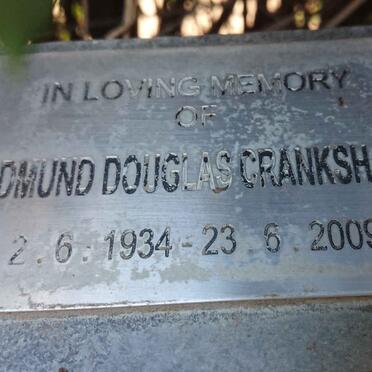 IN LOVING MEMORY
OF
DMUND DOUGLAS CRANKSH
2.6.1934-23 6.2009